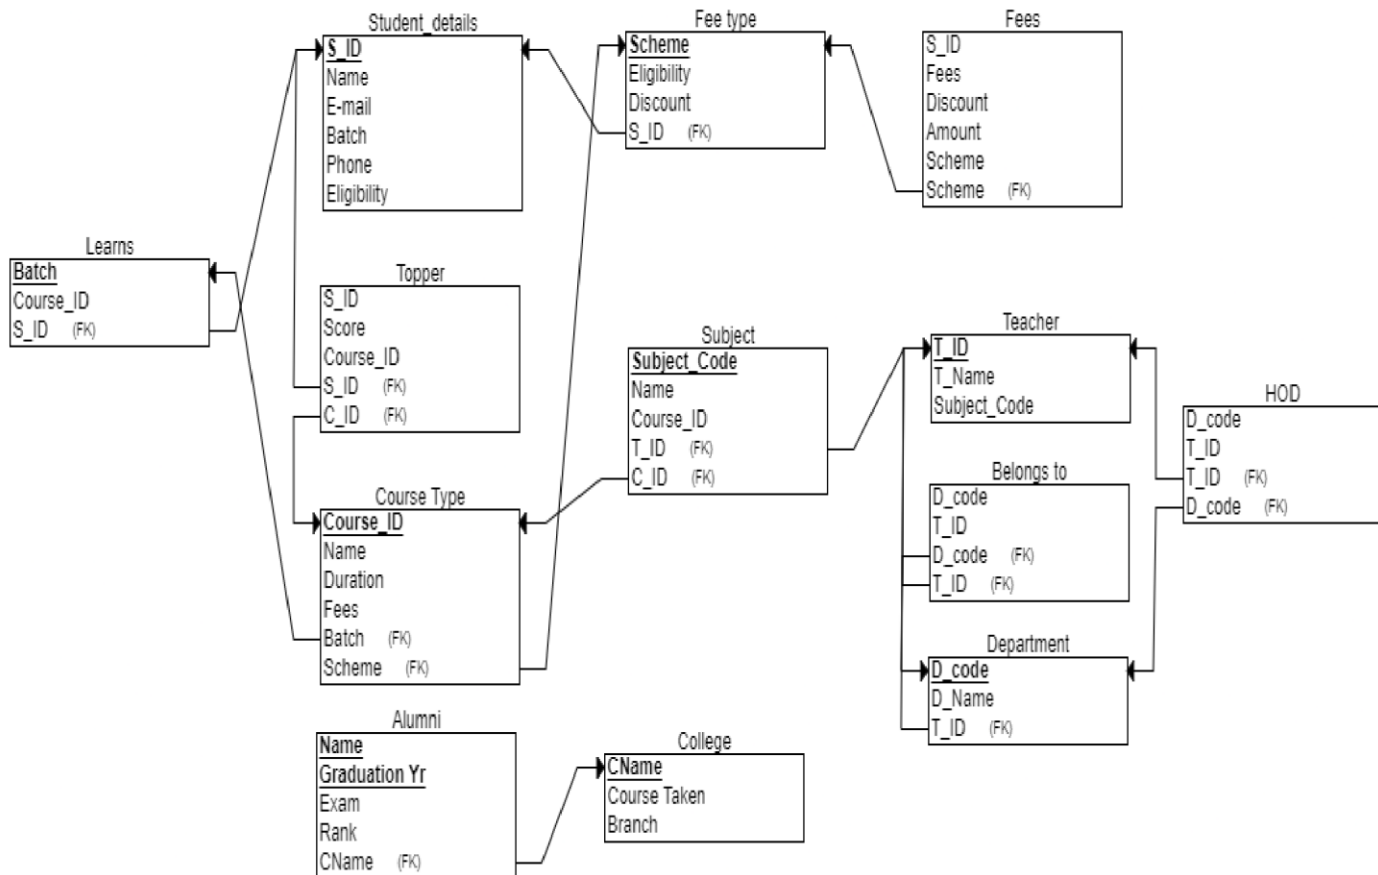 Student_details
S_ID
Name
E-mail
Batch
Phone
Eligibility
Fee type
Scheme
Eligibility
Discount
S_ID (FK)
Fees
S_ID
Fees
Discount
Amount
Scheme
Scheme (FK)
Learns
Batch
Course_ID
S_ID (FK)
Topper
S_ID
Score
Course_ID
S_ID (FK)
C_ID (FK)
Subject
Subject_Code
Name
Course_ID
T_ID (FK)
C_ID (FK)
Teacher
T_ID
T_Name
Subject_Code
HOD
D_code
T_ID
T_ID (FK)
D_code (FK)
Belongs to
D_code
T_ID
D_code (FK)
T_ID (FK)
Course Type
Course_ID
Name
Duration
Fees
Batch (FK)
Scheme (FK)
Department
D_code
D_Name
T_ID (FK)
Alumni
Name
Graduation Yr
Exam
Rank
CName (FK)
College
CName
Course Taken
Branch